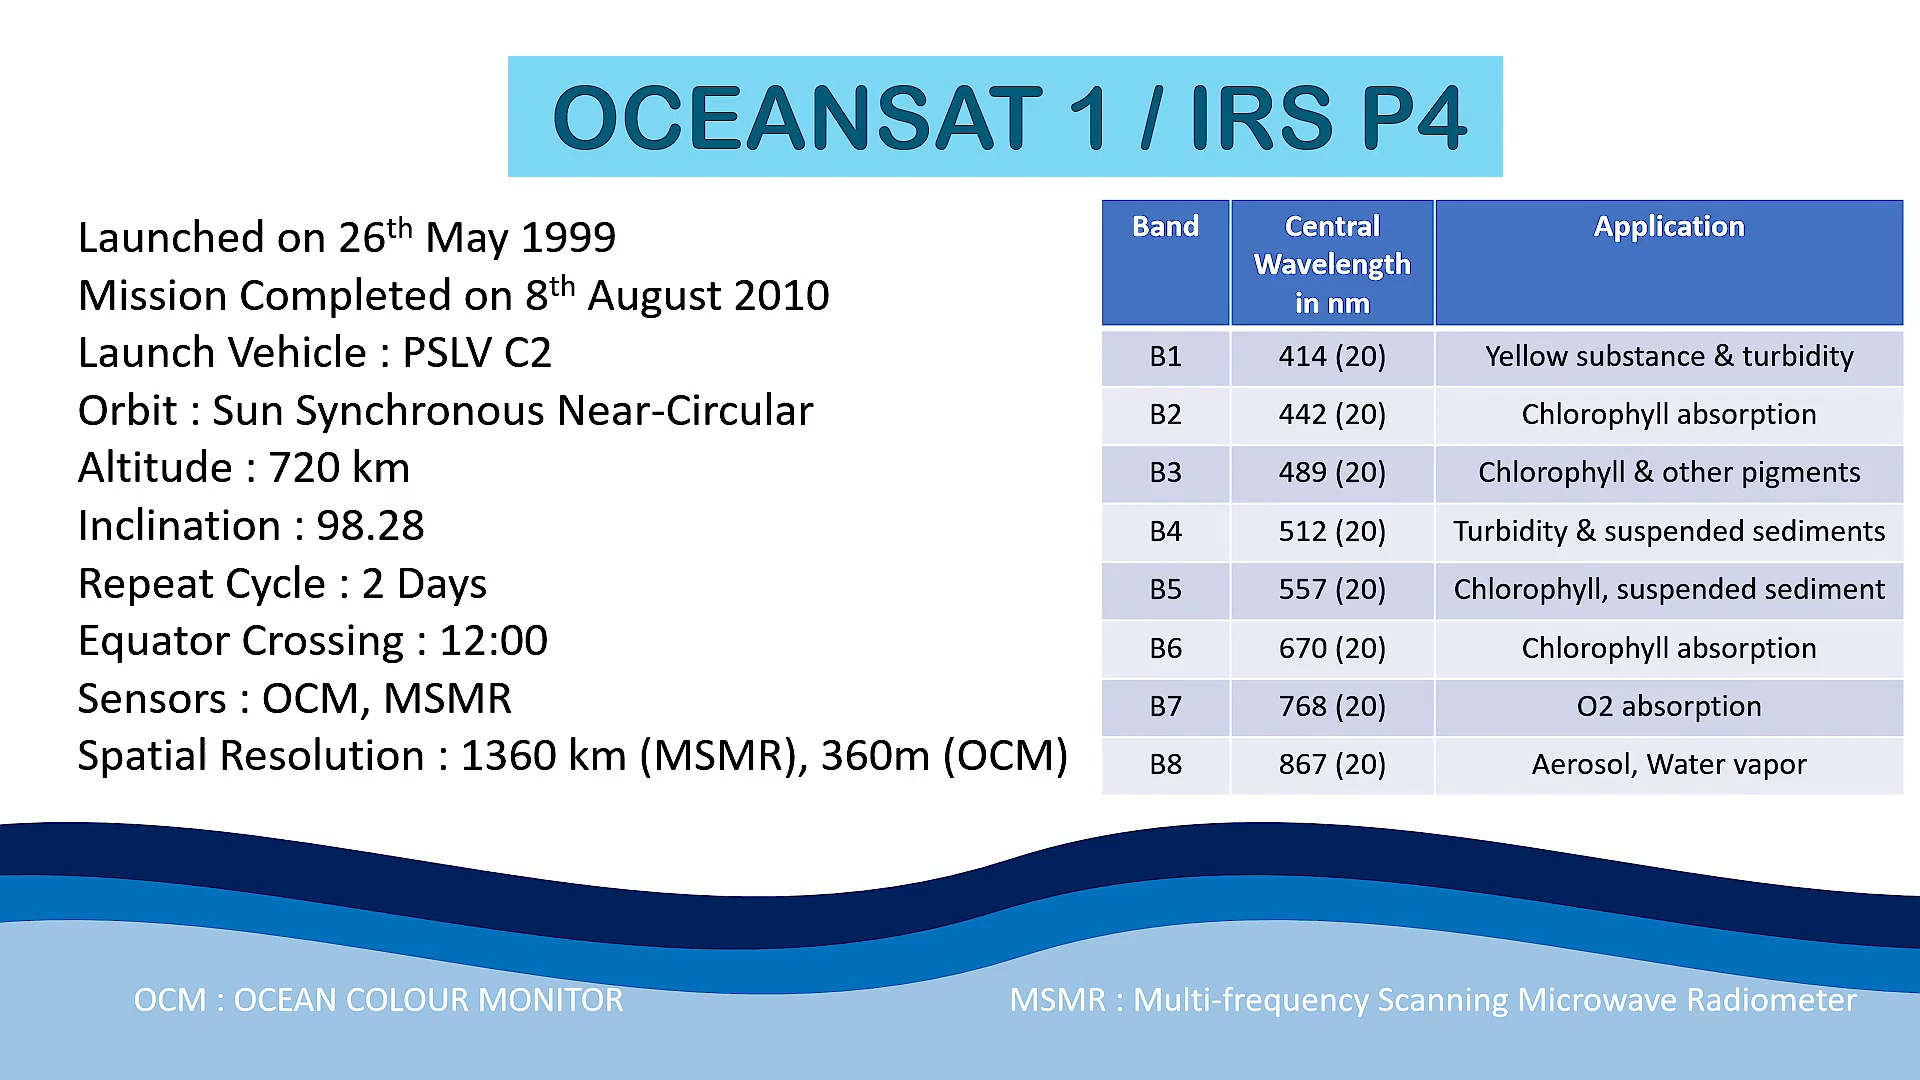 OCEANSAT 1 / IRS P4
Launched on 26th May 1999
Mission Completed on 8th August 2010
Launch Vehicle : PSLV C2
Orbit : Sun Synchronous Near-Circular
Altitude : 720 km
Inclination : 98.28
Repeat Cycle : 2 Days
Equator Crossing : 12:00
Sensors : OCM, MSMR
Spatial Resolution : 1360 km (MSMR), 360m (OCM)
Band Central Wavelength in nm Application
B1 414 (20) Yellow substance & turbidity
B2 442 (20) Chlorophyll absorption
B3 489 (20) Chlorophyll & other pigments
B4 512 (20) Turbidity & suspended sediments
B5 557 (20) Chlorophyll, suspended sediment
B6 670 (20) Chlorophyll absorption
B7 768 (20) O2 absorption
B8 867 (20) Aerosol, Water vapor
OCM : OCEAN COLOUR MONITOR
MSMR : Multi-frequency Scanning Microwave Radiometer